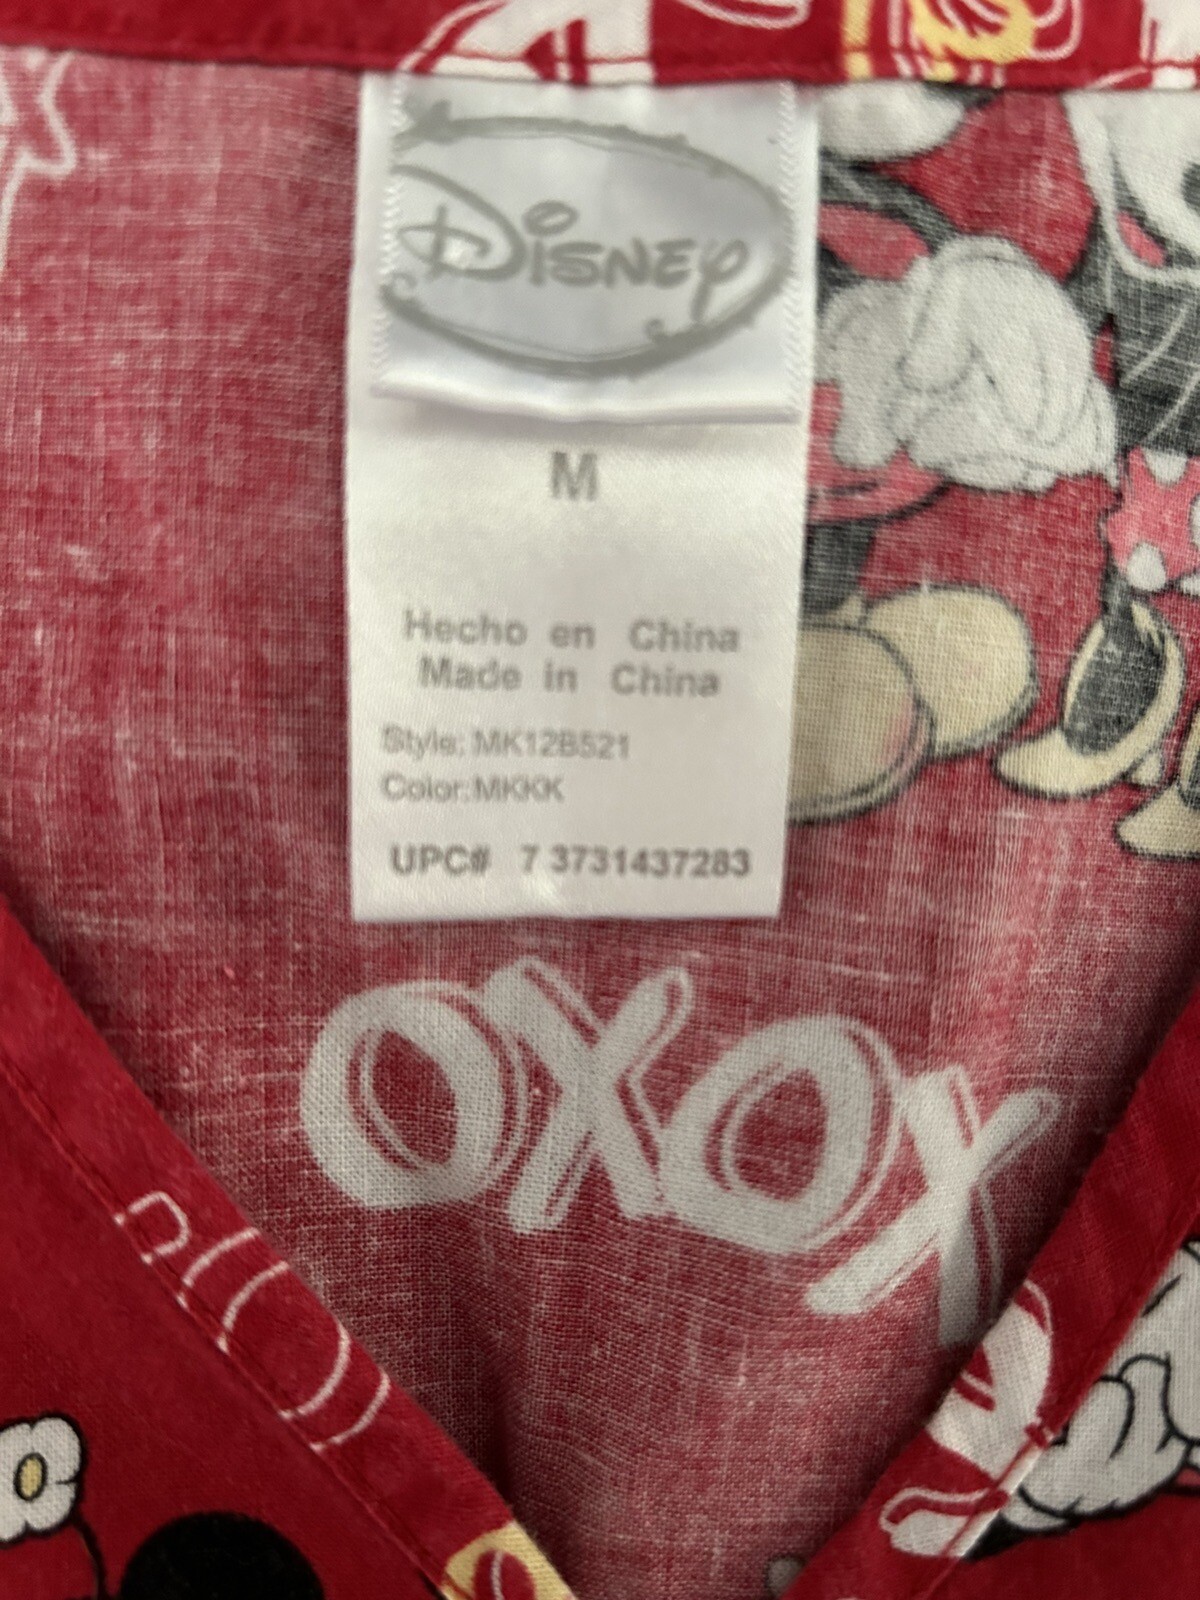 Disney
M
Hecho en China
Made in China
Style: MK12B521
Color:MKKK
UPC# 7 3731437283
OXOX